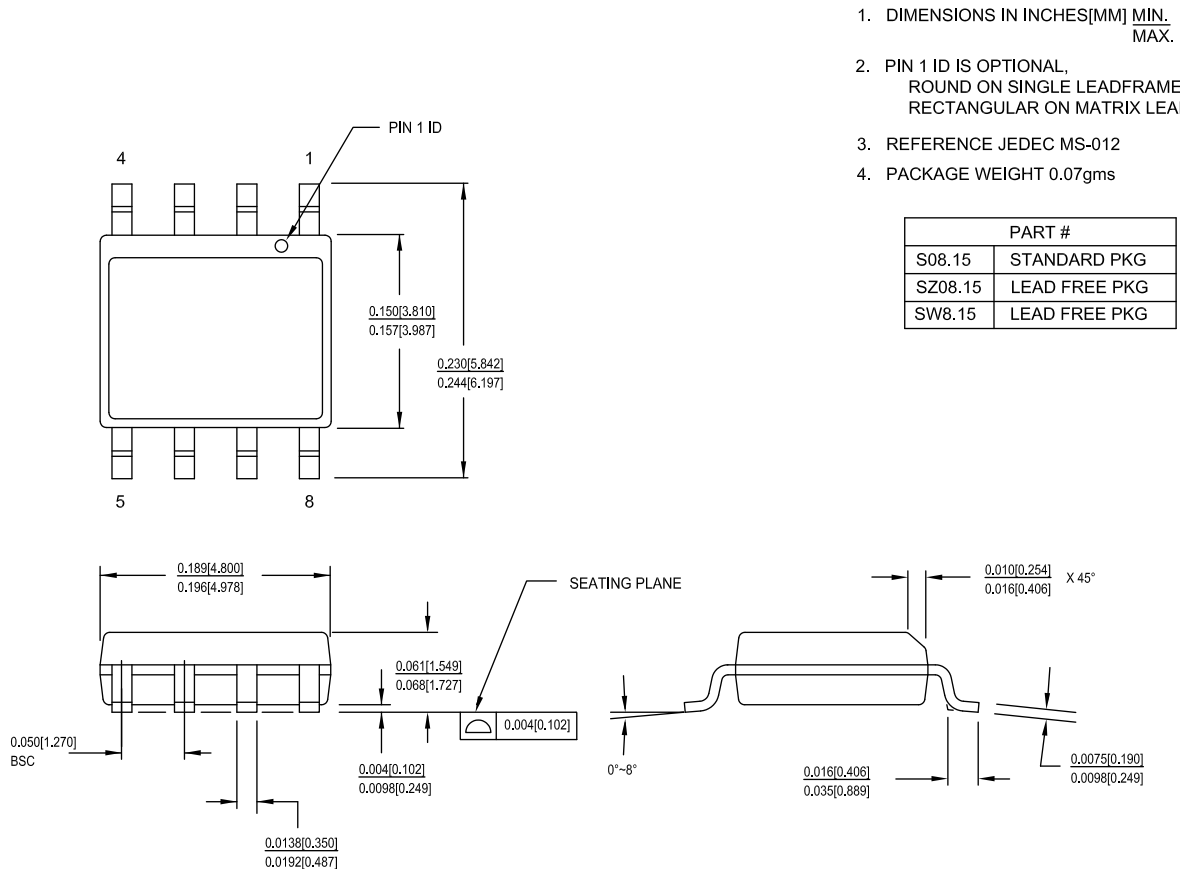 1. DIMENSIONS IN INCHES[MM] MIN.
MAX.
2. PIN 1 ID IS OPTIONAL,
ROUND ON SINGLE LEADFRAME
RECTANGULAR ON MATRIX
3. REFERENCE JEDEC MS-012
4. PACKAGE WEIGHT 0.07gms
PART #
S08.15 STANDARD PKG
SZ08.15 LEAD FREE PKG
SW8.15 LEAD FREE PKG
PIN 1 ID
4 1
0.150[3.810]
0.157[3.987]
0.230[5.842]
0.244[6.197]
5 8
0.189[4.800]
0.196[4.978]
SEATING PLANE
0.010[0.254]
0.016[0.406]
X 45°
0.061[1.549]
0.068[1.727]
0.004[0.102]
0.050[1.270]
BSC
0.004[0.102]
0.0098[0.249]
0°~8°
0.016[0.406]
0.035[0.889]
0.0075[0.190]
0.0098[0.249]
0.0138[0.350]
0.0192[0.487]